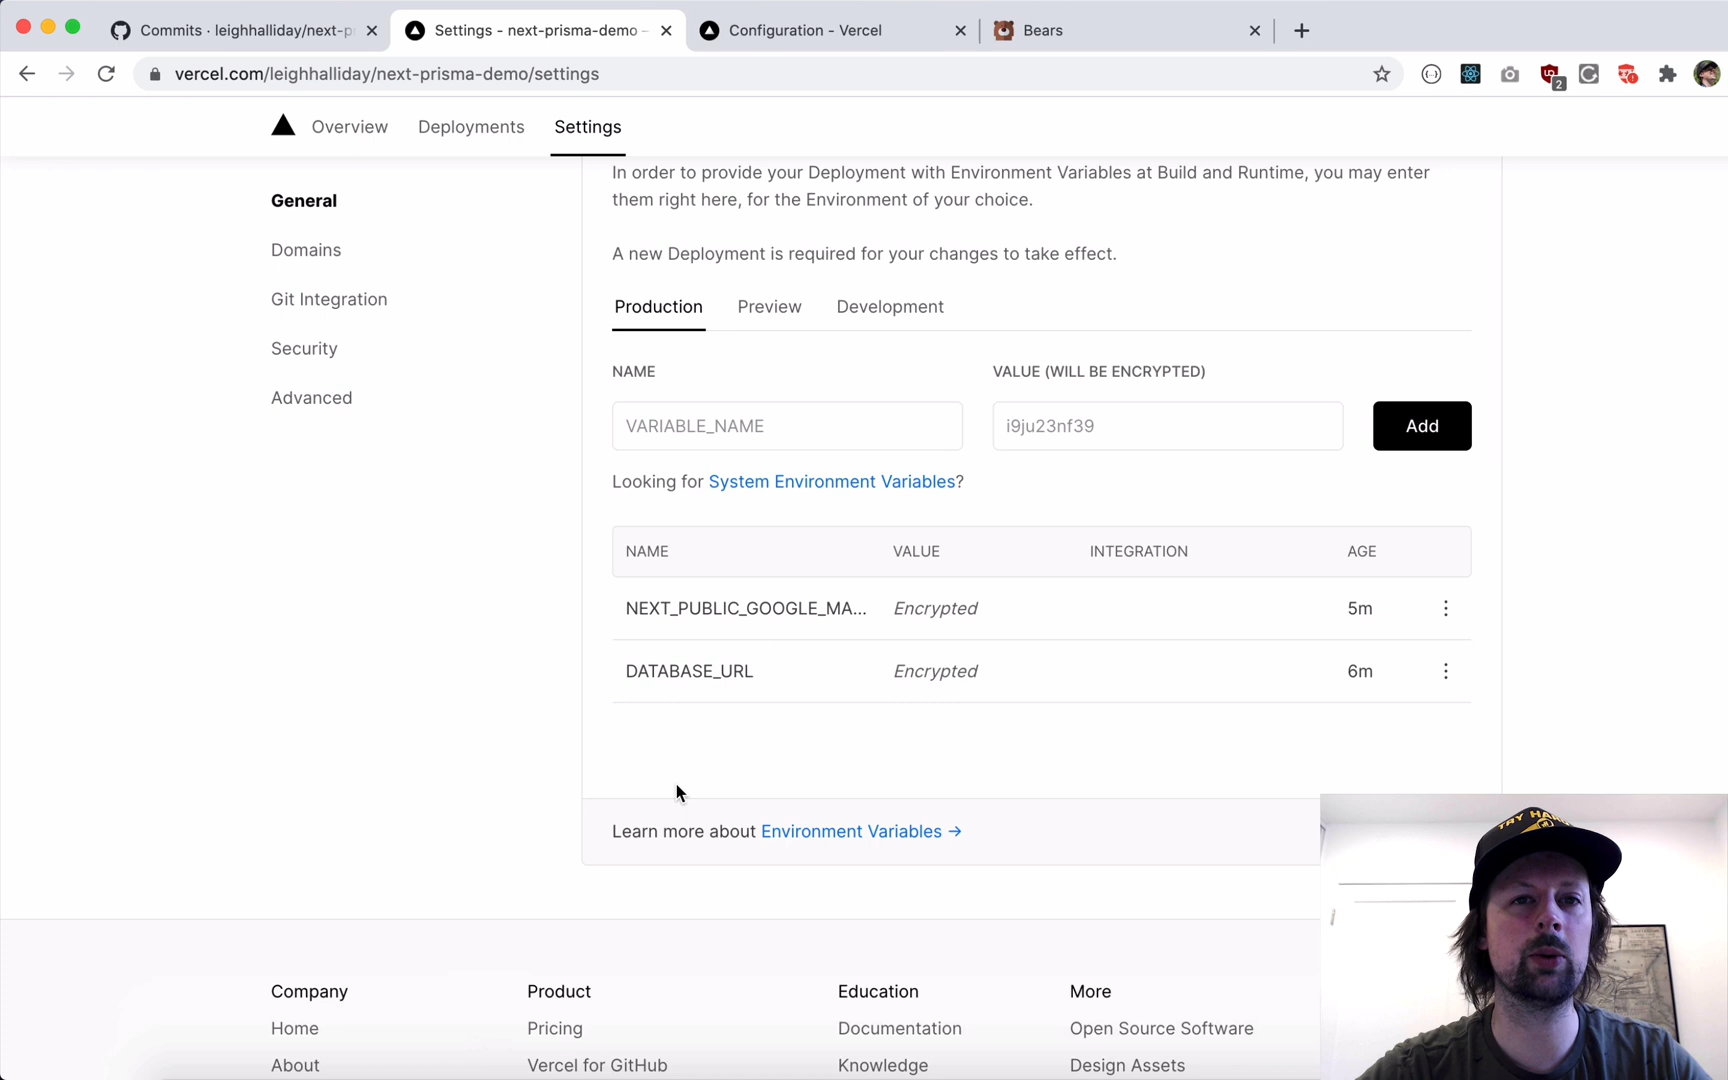 Commits · leighhalliday/next-p
Settings - next-prisma-demo –
Configuration - Vercel
Bears
vercel.com/leighhalliday/next-prisma-demo/settings
2
Overview
Deployments
Settings
General
Domains
Git Integration
Security
Advanced
In order to provide your Deployment with Environment Variables at Build and Runtime, you may enter
them right here, for the Environment of your choice.
A new Deployment is required for your changes to take effect.
Production
Preview
Development
NAME
VALUE (WILL BE ENCRYPTED)
VARIABLE_NAME
i9ju23nf39
Add
Looking for System Environment Variables?
NAME
VALUE
INTEGRATION
AGE
NEXT_PUBLIC_GOOGLE_MA...
Encrypted
5m
DATABASE_URL
Encrypted
6m
Learn more about Environment Variables →
TRY HARD
Company
Product
Education
More
Home
Pricing
Documentation
Open Source Software
About
Vercel for GitHub
Knowledge
Design Assets